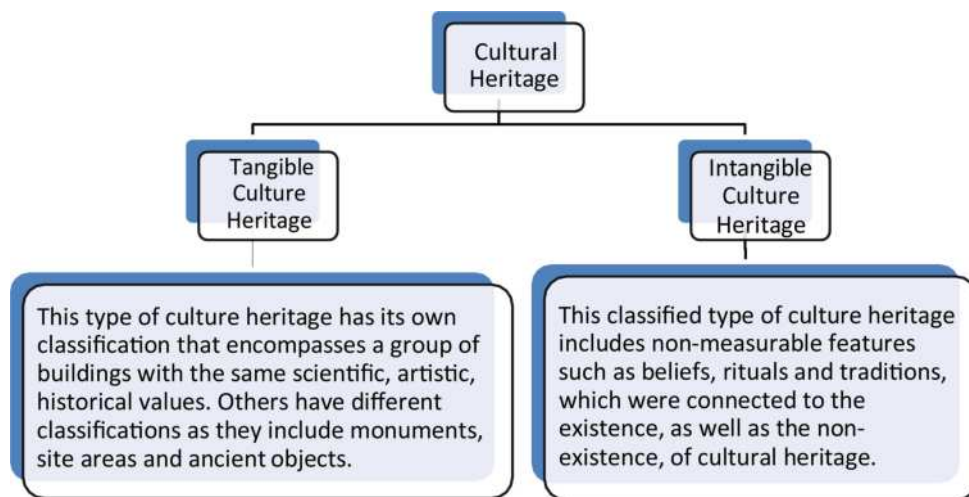 Cultural
Heritage
Tangible
Culture
Heritage
Intangible
Culture
Heritage
This type of culture heritage has its own
classification that encompasses a group of
buildings with the same scientific, artistic,
historical values. Others have different
classifications as they include monuments,
site areas and ancient objects.
This classified type of culture heritage
includes non-measurable features
such as beliefs, rituals and traditions,
which were connected to the
existence, as well as the non-
existence, of cultural heritage.